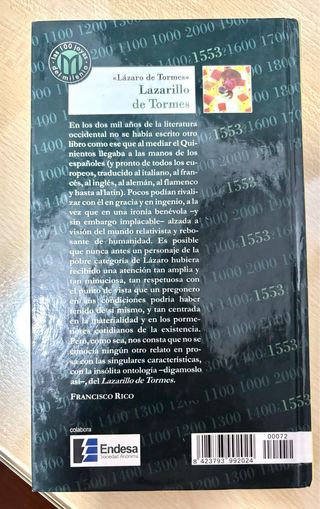 las 100 joyas
del milenio
M
«Lázaro de Tormes»
Lazarillo
de Tormes
En los dos mil años de la literatura
occidental no se había escrito otro
libro como ese que al mediar el Qui-
nientos llegaba a las manos de los
españoles (y pronto de todos los eu-
ropeos, traducido al italiano, al fran-
cés, al inglés, al alemán, al flamenco
y hasta al latín). Pocos podían rivali-
zar con él en gracia y en ingenio, a la
vez que en una ironía benévola –y
sin embargo implacable– alzada a
visión del mundo relativista y rebo-
sante de humanidad. Es posible
que nunca antes un personaje de la
pobre categoría de Lázaro hubiera
recibido una atención tan amplia y
tan minuciosa, tan respetuosa con
el punto de vista que un pregonero
en sus condiciones podría haber
tenido de sí mismo, y tan centrada
en la materialidad y en los porme-
nores cotidianos de la existencia.
Pero, como sea, nos consta que no se
conocía ningún otro relato en pro-
sa con las singulares características,
con la insólita ontología –digamoslo
así–, del Lazarillo de Tormes.
FRANCISCO RICO
colabora
Endesa
Sociedad Anónima
00072
8 423793 992024